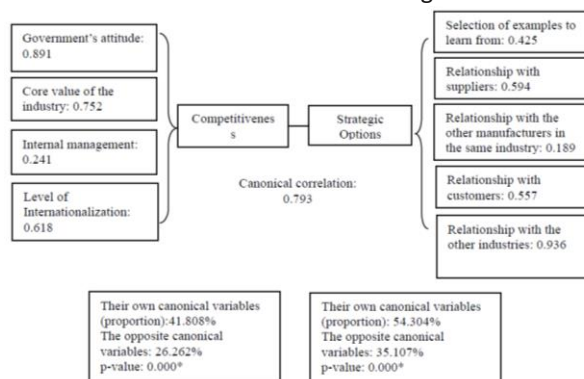 Government's attitude:
0.891
Core value of the
industry: 0.752
Internal management:
0.241
Level of
Internationalization:
0.618
Competitivenes
s
Strategic
Options
Canonical correlation:
0.793
Selection of examples to
learn from: 0.425
Relationship with
suppliers: 0.594
Relationship with the
other manufacturers in
the same industry: 0.189
Relationship with
customers: 0.557
Relationship with the
other industries: 0.936
Their own canonical variables
(proportion):41.808%
The opposite canonical
variables: 26.262%
p-value: 0.000*
Their own canonical variables
(proportion): 54.304%
The opposite canonical
variables: 35.107%
p-value: 0.000*